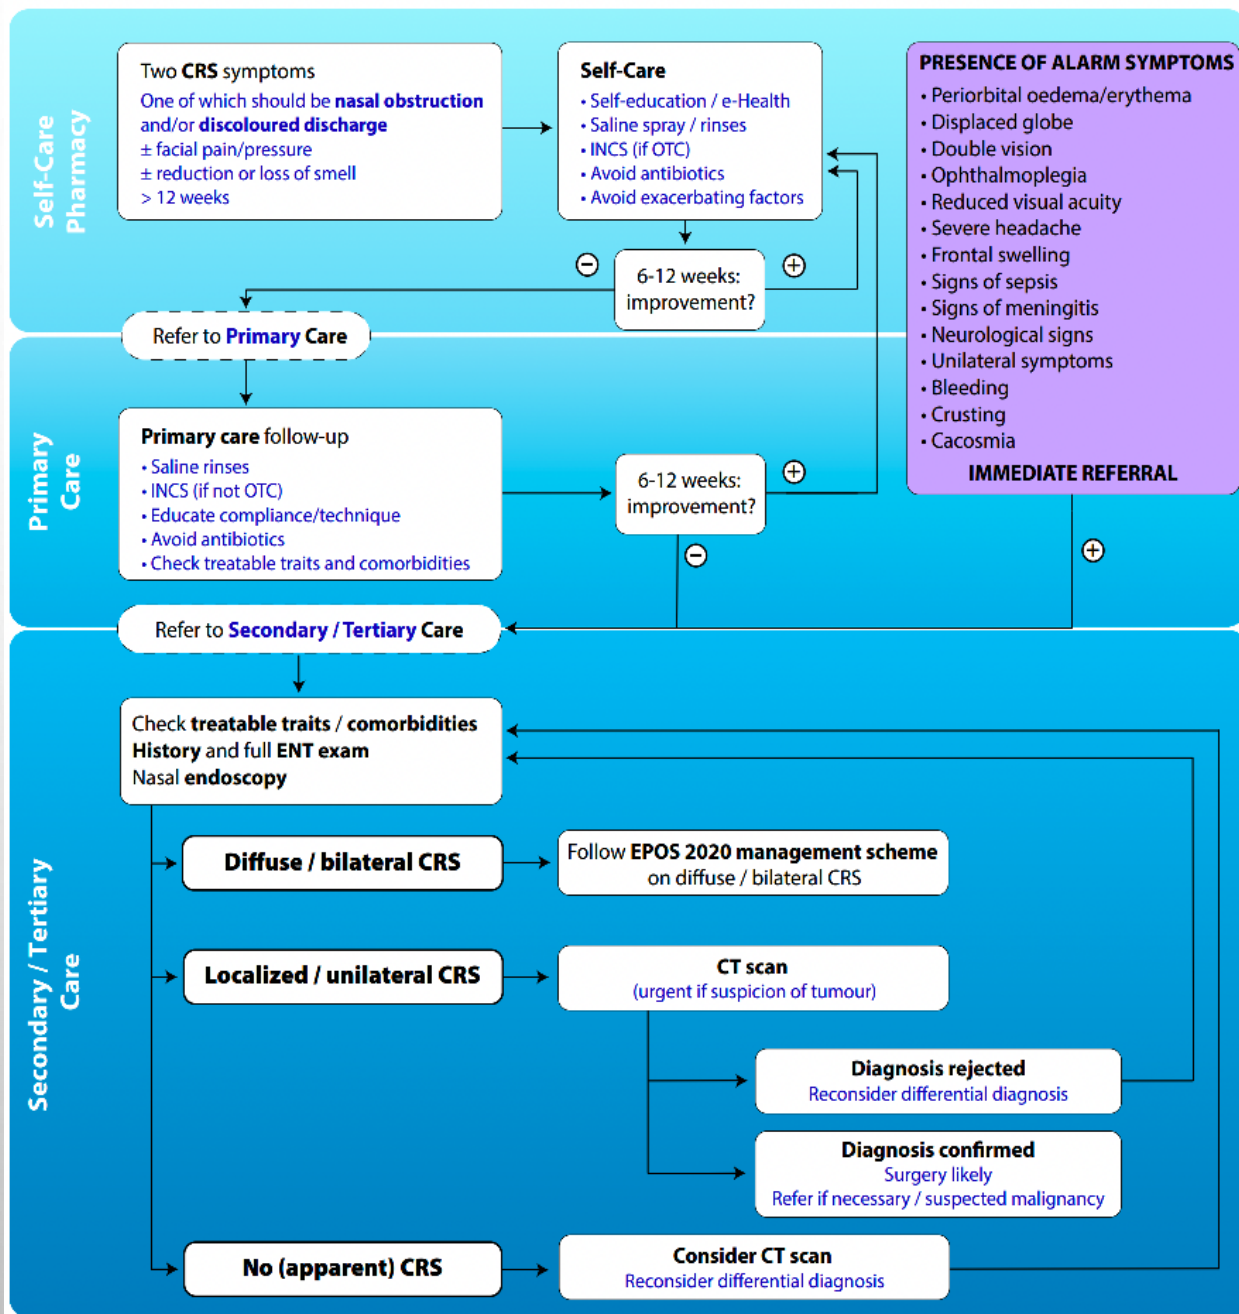 Self-Care
Pharmacy
Two CRS symptoms
One of which should be nasal obstruction
and/or discoloured discharge
± facial pain/pressure
± reduction or loss of smell
> 12 weeks
Self-Care
• Self-education / e-Health
• Saline spray / rinses
• INCS (if OTC)
• Avoid antibiotics
• Avoid exacerbating factors
PRESENCE OF ALARM SYMPTOMS
• Periorbital oedema/erythema
• Displaced globe
• Double vision
• Ophthalmoplegia
• Reduced visual acuity
• Severe headache
• Frontal swelling
• Signs of sepsis
• Signs of meningitis
• Neurological signs
• Unilateral symptoms
• Bleeding
• Crusting
• Cacosmia
IMMEDIATE REFERRAL
−
6-12 weeks:
improvement?
+
Refer to Primary Care
Primary
Care
Primary care follow-up
• Saline rinses
• INCS (if not OTC)
• Educate compliance/technique
• Avoid antibiotics
• Check treatable traits and comorbidities
6-12 weeks:
improvement?
+
−
+
Refer to Secondary / Tertiary Care
Secondary / Tertiary
Care
Check treatable traits / comorbidities
History and full ENT exam
Nasal endoscopy
Diffuse / bilateral CRS
Follow EPOS 2020 management scheme
on diffuse / bilateral CRS
Localized / unilateral CRS
CT scan
(urgent if suspicion of tumour)
Diagnosis rejected
Reconsider differential diagnosis
Diagnosis confirmed
Surgery likely
Refer if necessary / suspected malignancy
No (apparent) CRS
Consider CT scan
Reconsider differential diagnosis